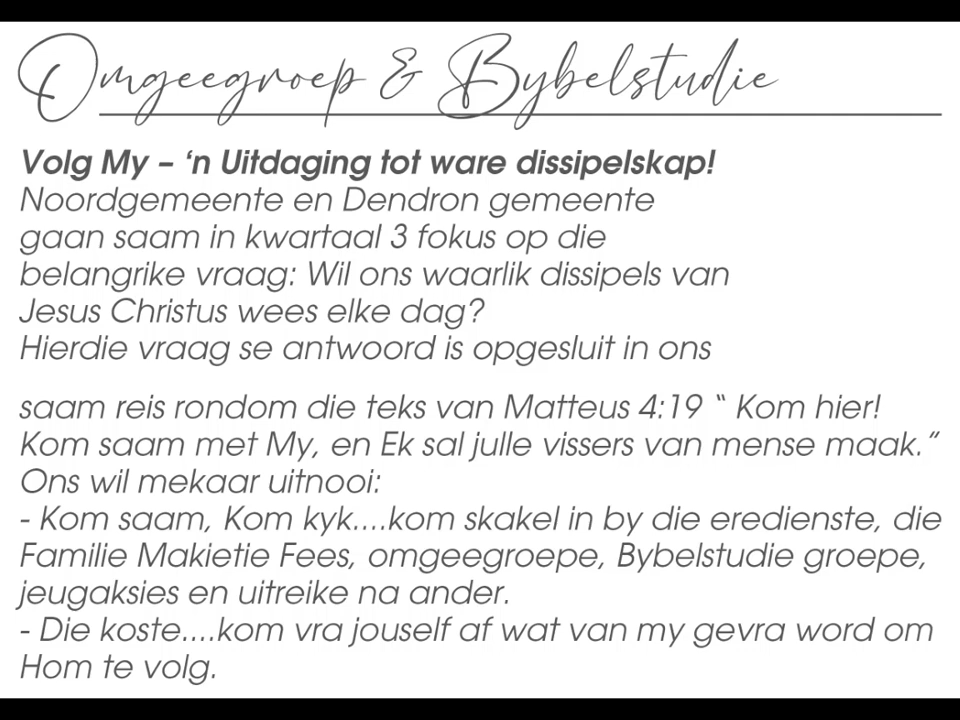 Omgeegroep & Bybelstudie
Volg My – ‘n Uitdaging tot ware dissipelskap!
Noordgemeente en Dendron gemeente
gaan saam in kwartaal 3 fokus op die
belangrike vraag: Wil ons waarlik dissipels van
Jesus Christus wees elke dag?
Hierdie vraag se antwoord is opgesluit in ons
saam reis rondom die teks van Matteus 4:19 “ Kom hier!
Kom saam met My, en Ek sal julle vissers van mense maak.”
Ons wil mekaar uitnooi:
- Kom saam, Kom kyk....kom skakel in by die eredienste, die
Familie Makietie Fees, omgeegroepe, Bybelstudie groepe,
jeugaksies en uitreike na ander.
- Die koste....kom vra jouself af wat van my gevra word om
Hom te volg.